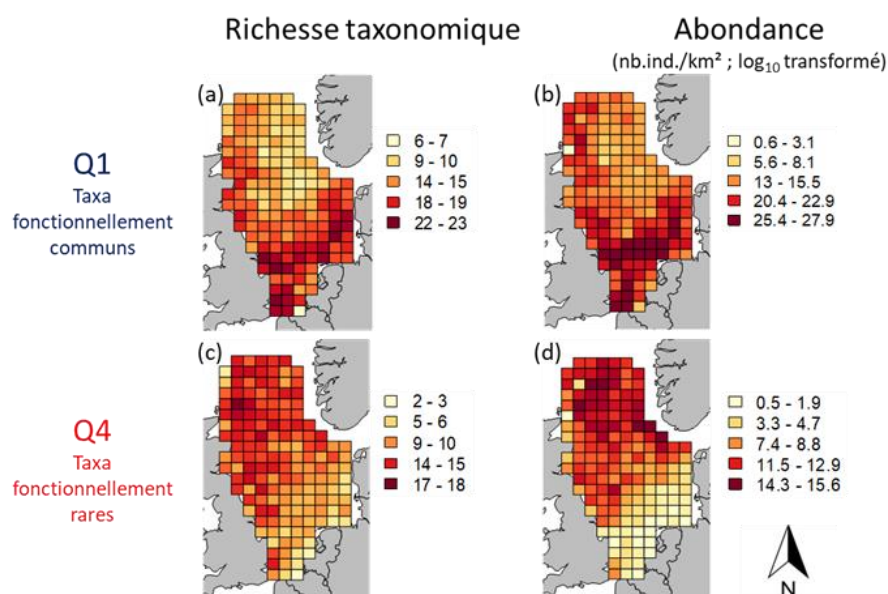 Richesse taxonomique
Abondance
(nb.ind./km² ; log₁₀ transformé)
Q1
Taxa
fonctionnellement
communs
(a)
6 - 7
9 - 10
14 - 15
18 - 19
22 - 23
(b)
0.6 - 3.1
5.6 - 8.1
13 - 15.5
20.4 - 22.9
25.4 - 27.9
Q4
Taxa
fonctionnellement
rares
(c)
2 - 3
5 - 6
9 - 10
14 - 15
17 - 18
(d)
0.5 - 1.9
3.3 - 4.7
7.4 - 8.8
11.5 - 12.9
14.3 - 15.6
N